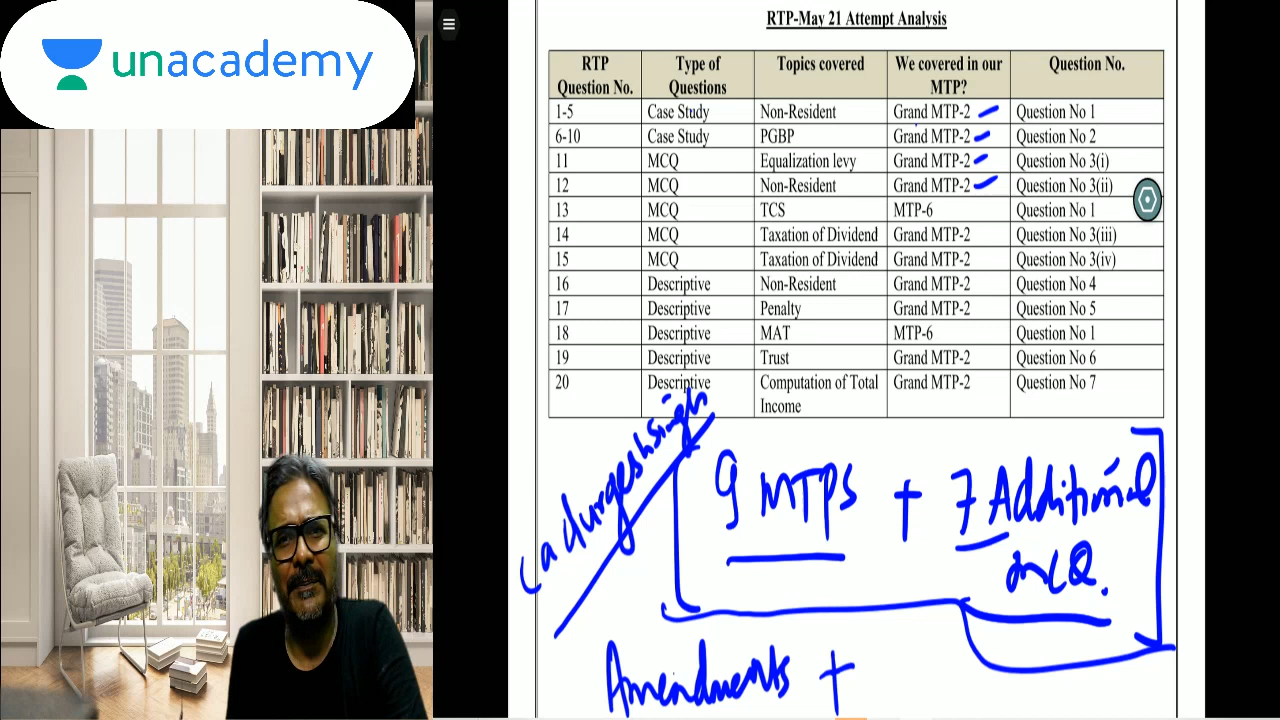 unacademy
RTP-May 21 Attempt Analysis
RTP Question No. Type of Questions Topics covered We covered in our MTP? Question No.
1-5 Case Study Non-Resident Grand MTP-2 Question No 1
6-10 Case Study PGBP Grand MTP-2 Question No 2
11 MCQ Equalization levy Grand MTP-2 Question No 3(i)
12 MCQ Non-Resident Grand MTP-2 Question No 3(ii)
13 MCQ TCS MTP-6 Question No 1
14 MCQ Taxation of Dividend Grand MTP-2 Question No 3(iii)
15 MCQ Taxation of Dividend Grand MTP-2 Question No 3(iv)
16 Descriptive Non-Resident Grand MTP-2 Question No 4
17 Descriptive Penalty Grand MTP-2 Question No 5
18 Descriptive MAT MTP-6 Question No 1
19 Descriptive Trust Grand MTP-2 Question No 6
20 Descriptive Computation of Total Income Grand MTP-2 Question No 7
cadurgeshsingh
9 MTPS + 7 Additional
MCQ.
Amendments +